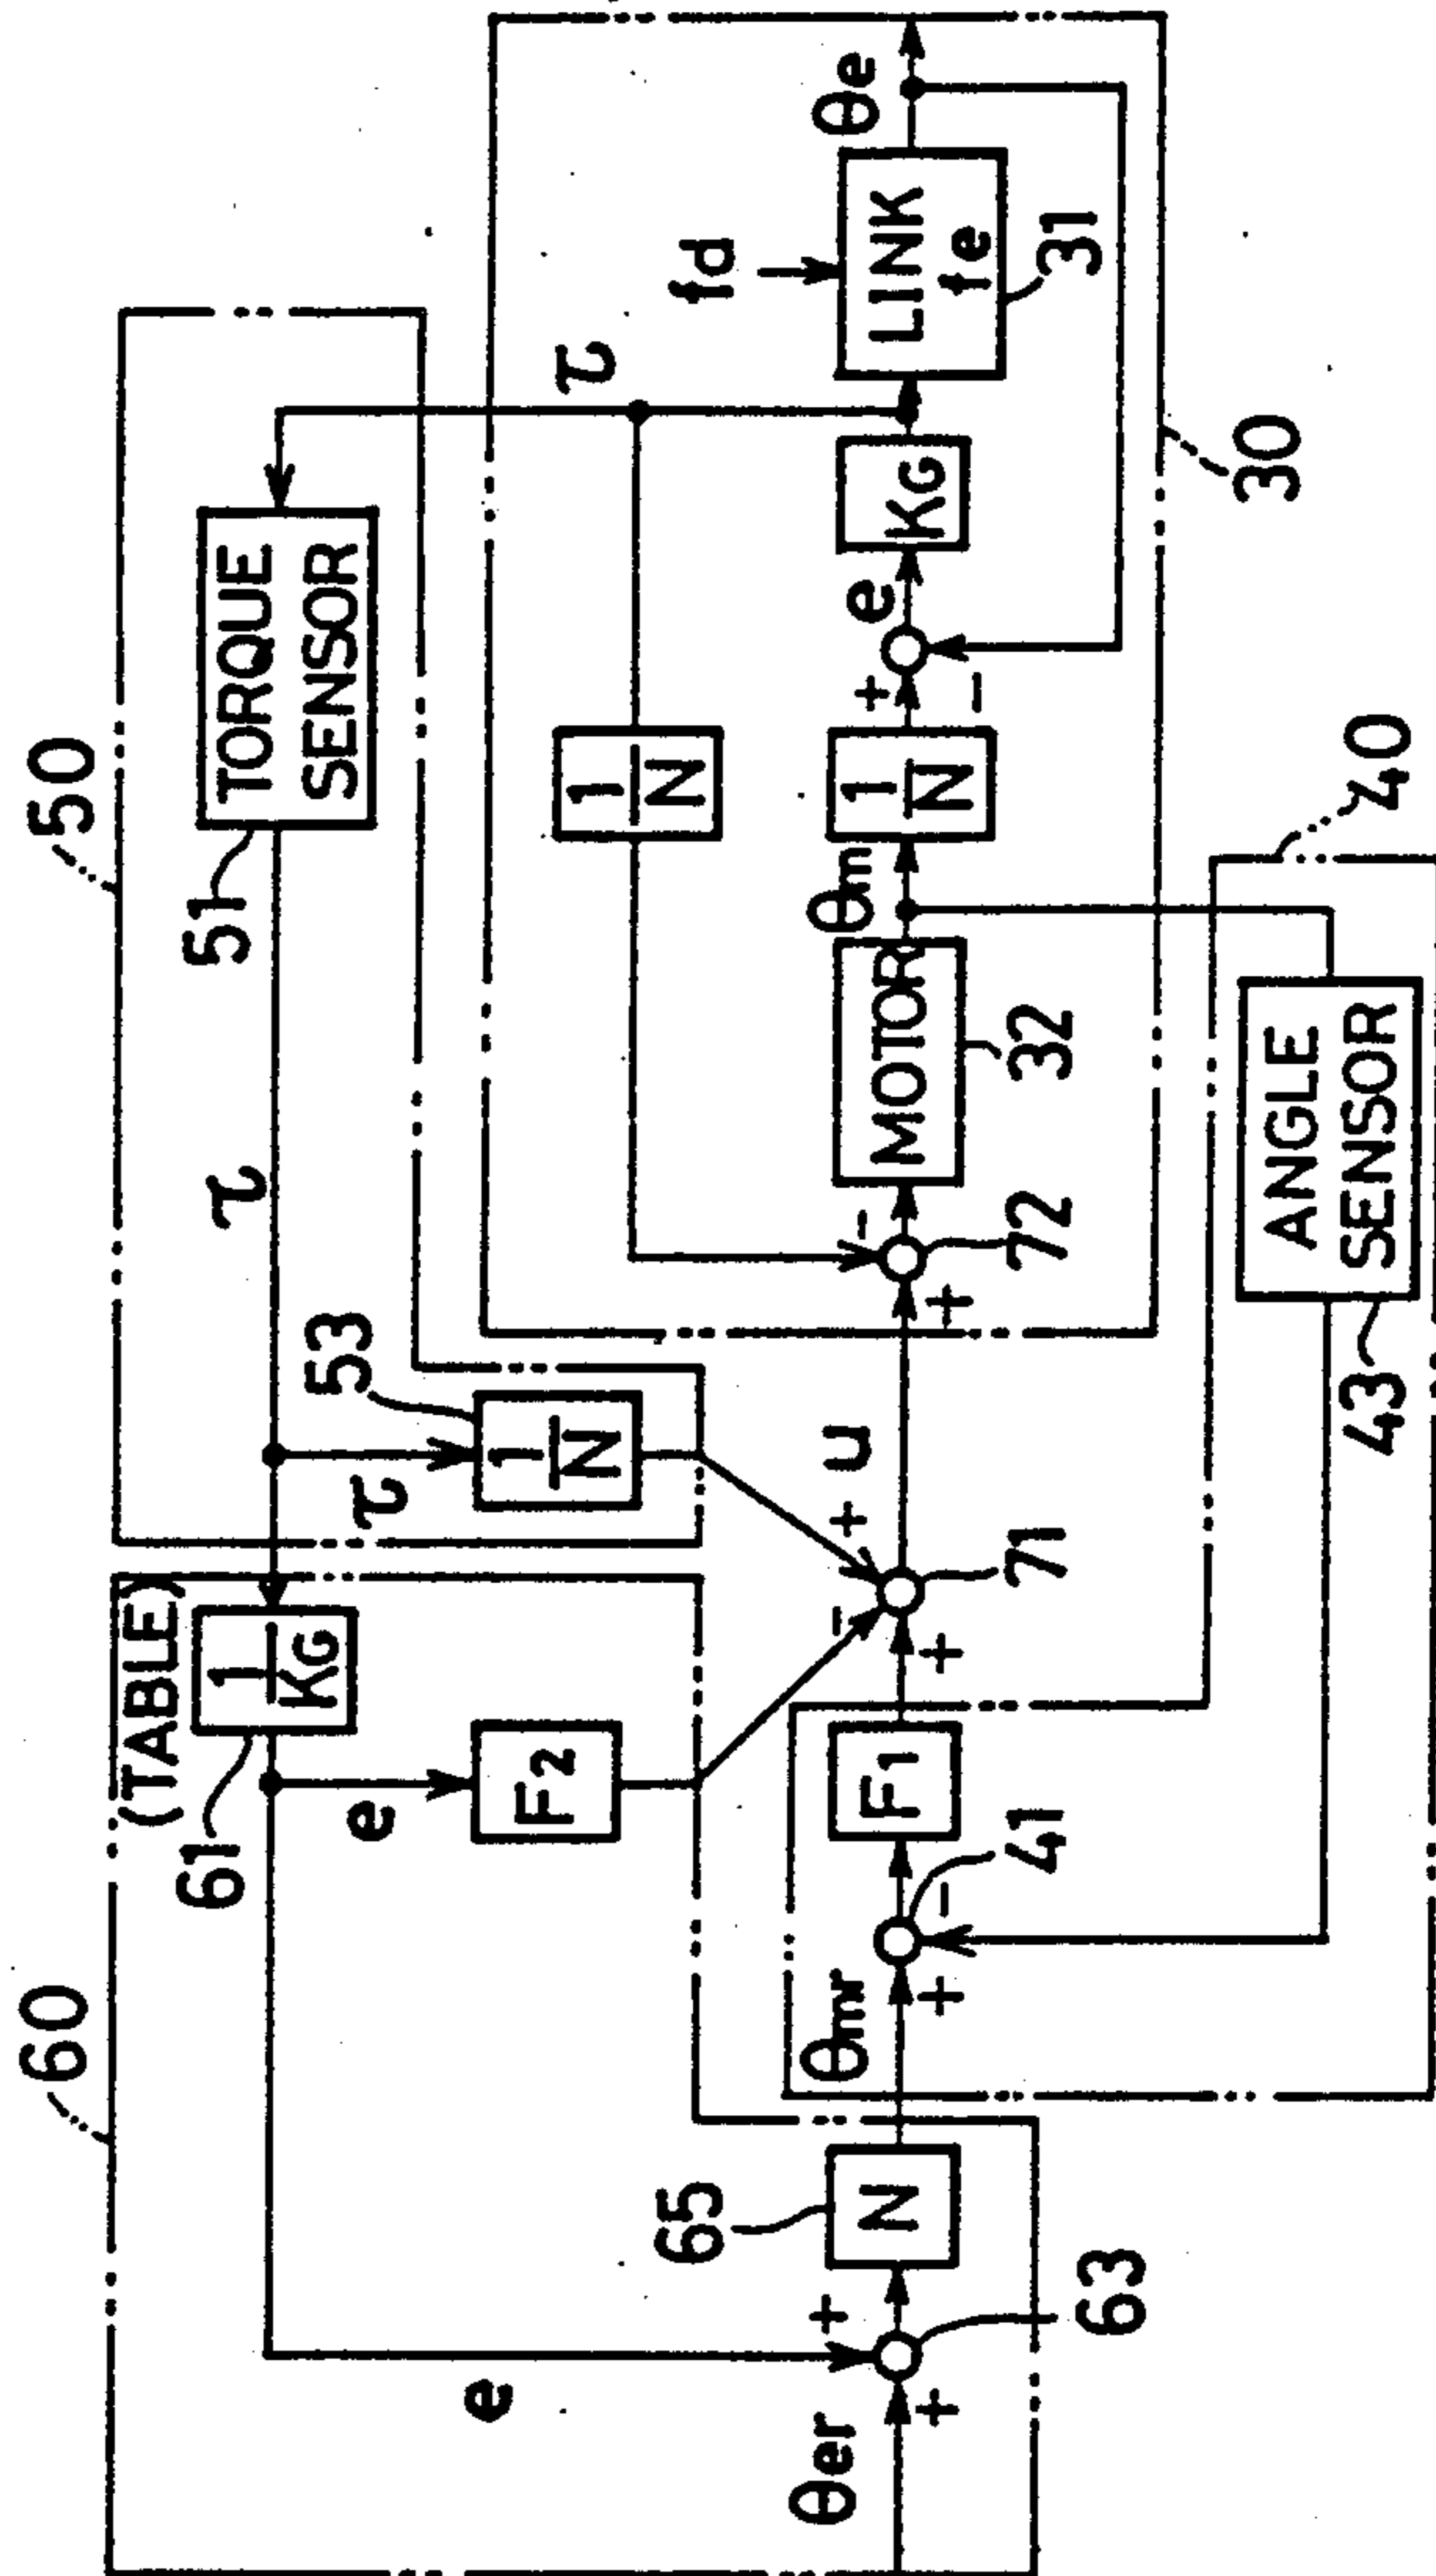 60
50
(TABLE)
61
1
KG
τ
51
TORQUE
SENSOR
e
F2
τ
53
1
N
1
N
τ
fd
e
65
-
+
u
θer
+
N
θmr
F1
-
MOTOR
θm
1
N
+
e
KG
LINK
fe
θe
+
63
+
-
41
+
71
+
72
32
-
31
30
40
43
ANGLE
SENSOR